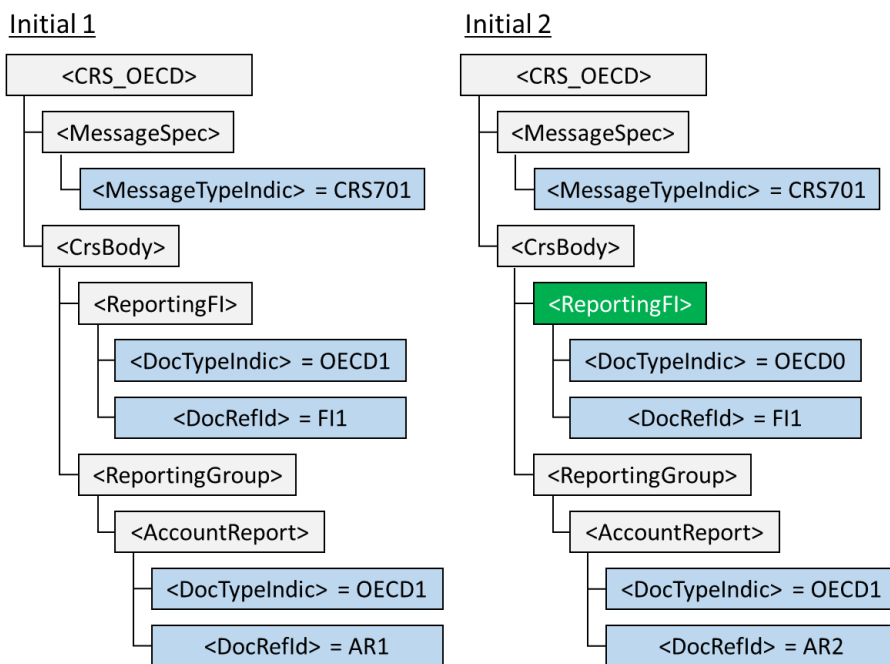 Initial 1
<CRS_OECD>
<MessageSpec>
<MessageTypeIndic> = CRS701
<CrsBody>
<ReportingFI>
<DocTypeIndic> = OECD1
<DocRefId> = FI1
<ReportingGroup>
<AccountReport>
<DocTypeIndic> = OECD1
<DocRefId> = AR1
Initial 2
<CRS_OECD>
<MessageSpec>
<MessageTypeIndic> = CRS701
<CrsBody>
<ReportingFI>
<DocTypeIndic> = OECD0
<DocRefId> = FI1
<ReportingGroup>
<AccountReport>
<DocTypeIndic> = OECD1
<DocRefId> = AR2